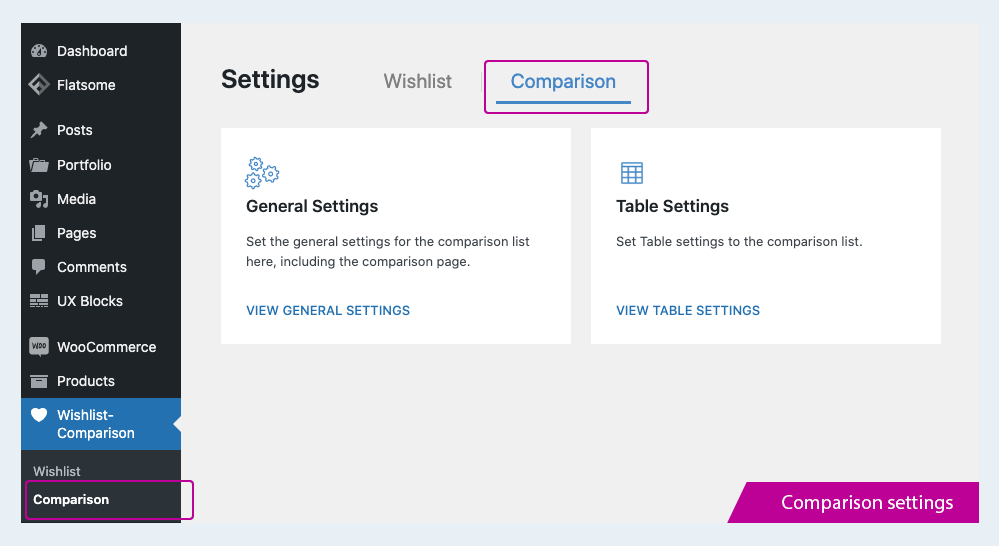 Dashboard
Flatsome
Posts
Portfolio
Media
Pages
Comments
UX Blocks
WOO
WooCommerce
Products
Wishlist-
Comparison
Wishlist
Comparison
Settings
Wishlist
Comparison
General Settings
Set the general settings for the comparison list
here, including the comparison page.
VIEW GENERAL SETTINGS
Table Settings
Set Table settings to the comparison list.
VIEW TABLE SETTINGS
Comparison settings